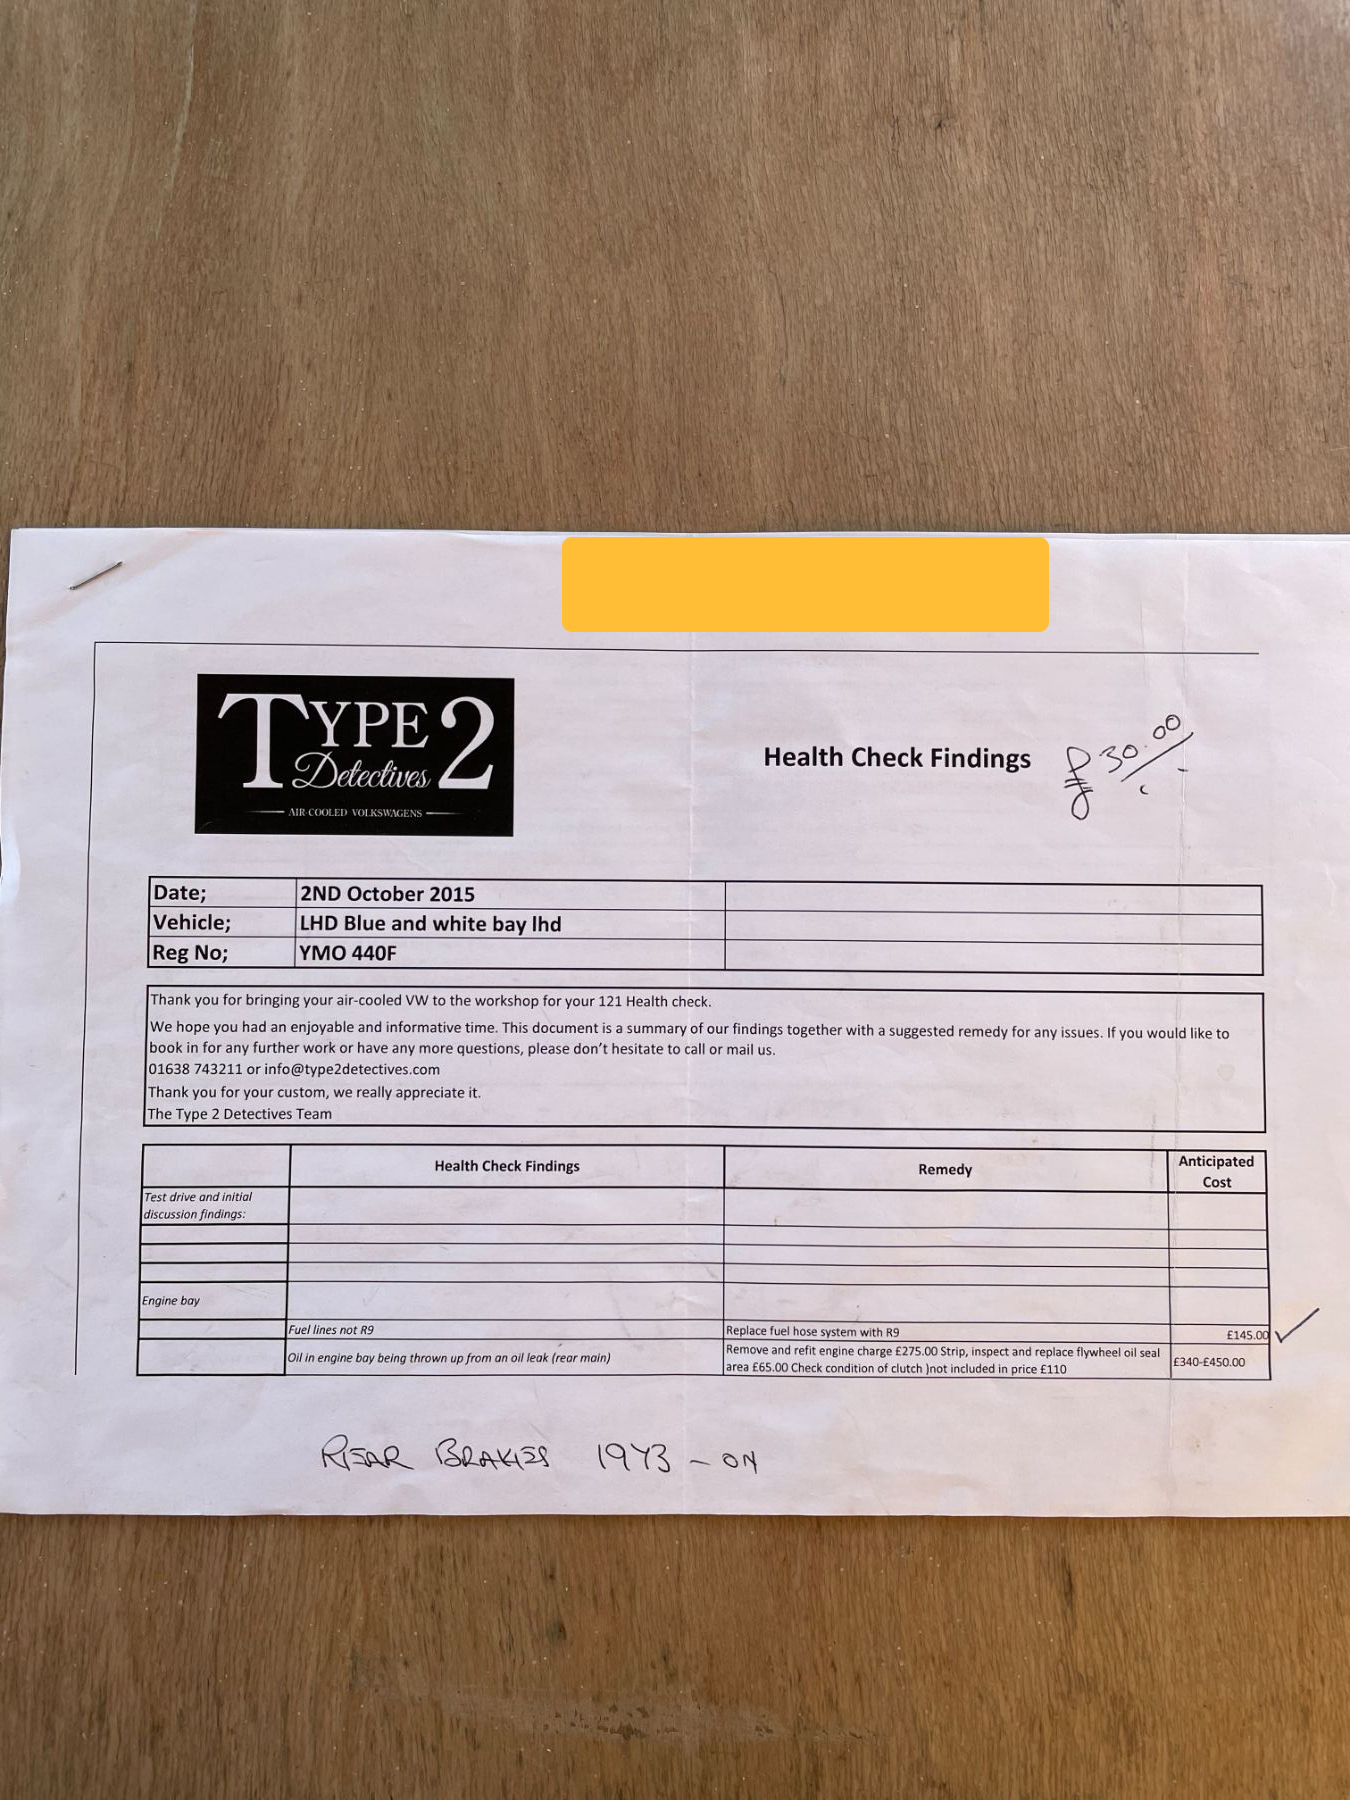 TYPE 2
Detectives
AIR-COOLED VOLKSWAGENS
Health Check Findings
£30.00
Date; 2ND October 2015
Vehicle; LHD Blue and white bay lhd
Reg No; YMO 440F
Thank you for bringing your air-cooled VW to the workshop for your 121 Health check.
We hope you had an enjoyable and informative time. This document is a summary of our findings together with a suggested remedy for any issues. If you would like to
book in for any further work or have any more questions, please don't hesitate to call or mail us.
01638 743211 or info@type2detectives.com
Thank you for your custom, we really appreciate it.
The Type 2 Detectives Team
Health Check Findings Remedy Anticipated
Cost
Test drive and initial
discussion findings:
Engine bay
Fuel lines not R9 Replace fuel hose system with R9 £145.00
Oil in engine bay being thrown up from an oil leak (rear main) Remove and refit engine charge £275.00 Strip, inspect and replace flywheel oil seal
area £65.00 Check condition of clutch )not included in price £110 £340-£450.00
REAR BRAKES 1973 - ON